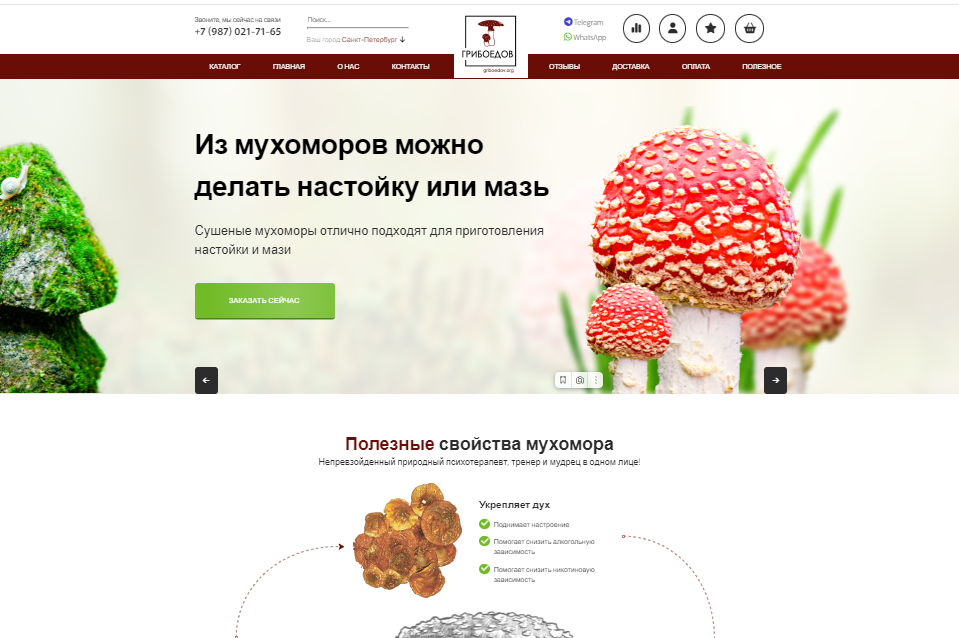 Звоните, мы сейчас на связи
+7 (987) 021-71-65
Поиск...
Ваш город Санкт-Петербург
Telegram
WhatsApp
ГРИБОЕДОВ
griboedov.org
КАТАЛОГ ГЛАВНАЯ О НАС КОНТАКТЫ ОТЗЫВЫ ДОСТАВКА ОПЛАТА ПОЛЕЗНОЕ
Из мухоморов можно
делать настойку или мазь
Сушеные мухоморы отлично подходят для приготовления
настойки и мази
ЗАКАЗАТЬ СЕЙЧАС
Полезные свойства мухомора
Непревзойденный природный психотерапевт, тренер и мудрец в одном лице!
Укрепляет дух
Поднимает настроение
Помогает снизить алкогольную
зависимость
Помогает снизить никотиновую
зависимость